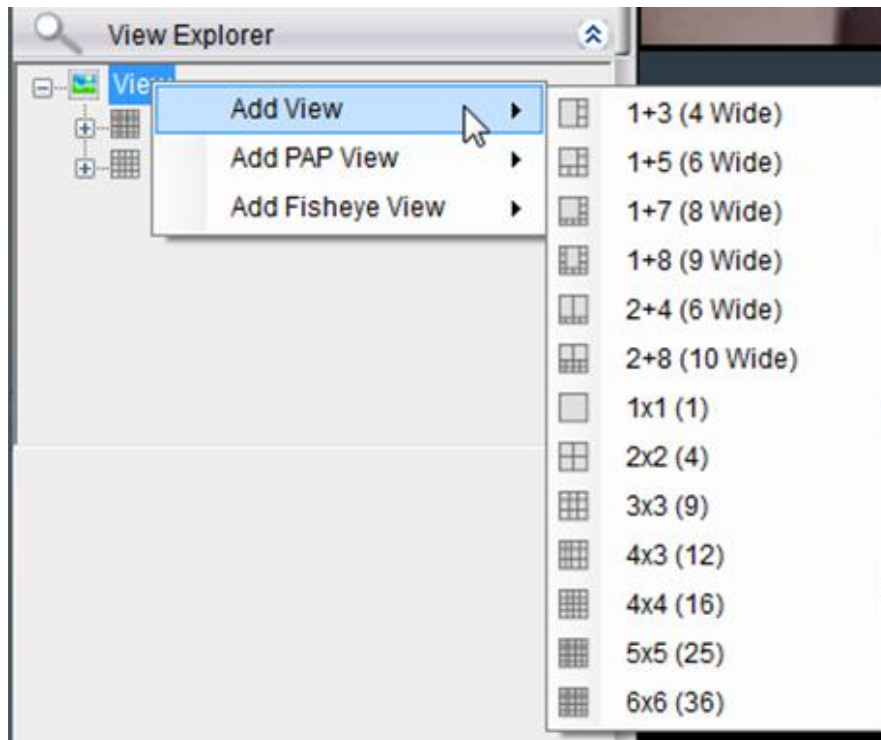 View Explorer
View
Add View
Add PAP View
Add Fisheye View
1+3 (4 Wide)
1+5 (6 Wide)
1+7 (8 Wide)
1+8 (9 Wide)
2+4 (6 Wide)
2+8 (10 Wide)
1x1 (1)
2x2 (4)
3x3 (9)
4x3 (12)
4x4 (16)
5x5 (25)
6x6 (36)